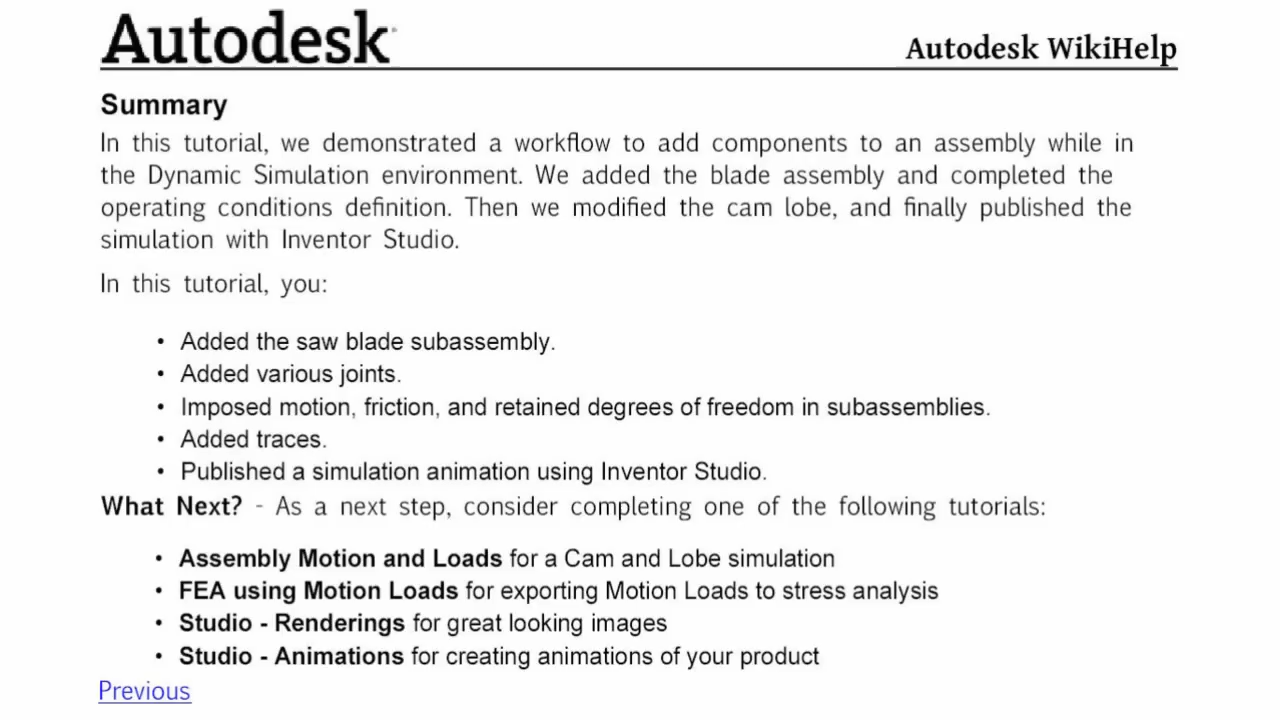 Autodesk
Autodesk WikiHelp
Summary
In this tutorial, we demonstrated a workflow to add components to an assembly while in
the Dynamic Simulation environment. We added the blade assembly and completed the
operating conditions definition. Then we modified the cam lobe, and finally published the
simulation with Inventor Studio.
In this tutorial, you:
• Added the saw blade subassembly.
• Added various joints.
• Imposed motion, friction, and retained degrees of freedom in subassemblies.
• Added traces.
• Published a simulation animation using Inventor Studio.
What Next? - As a next step, consider completing one of the following tutorials:
• Assembly Motion and Loads for a Cam and Lobe simulation
• FEA using Motion Loads for exporting Motion Loads to stress analysis
• Studio - Renderings for great looking images
• Studio - Animations for creating animations of your product
Previous